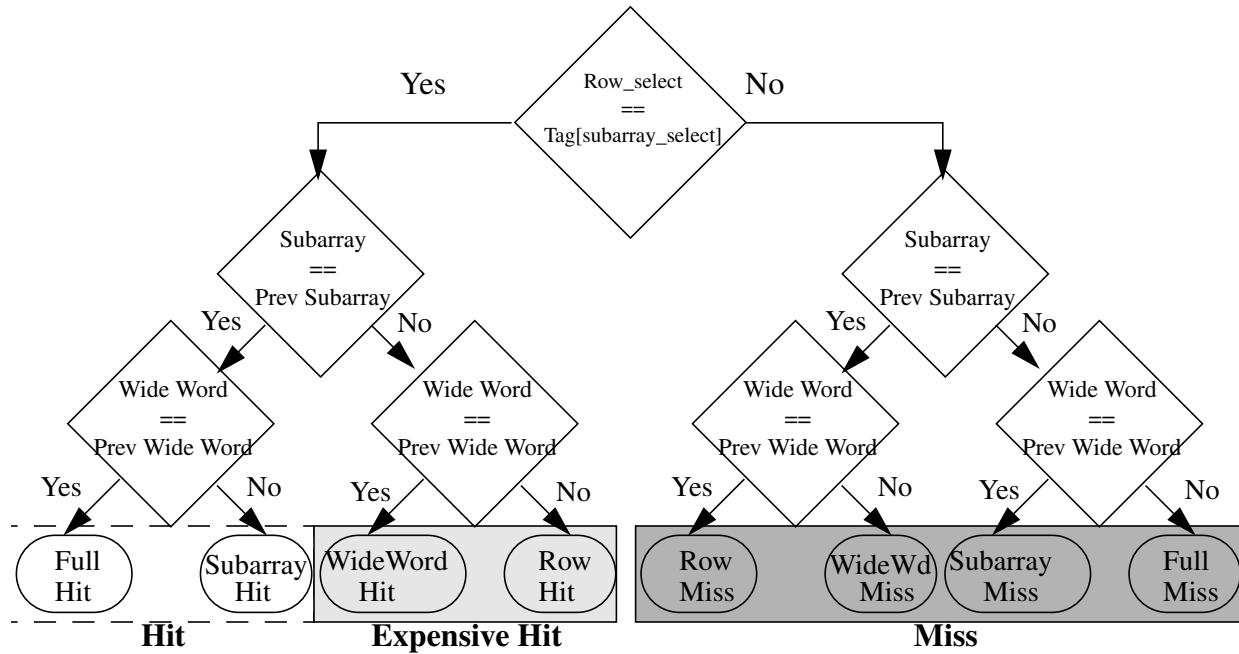 Yes
Row_select
==
Tag[subarray_select]
No
Subarray
==
Prev Subarray
Subarray
==
Prev Subarray
Yes
No
Yes
No
Wide Word
==
Prev Wide Word
Wide Word
==
Prev Wide Word
Wide Word
==
Prev Wide Word
Wide Word
==
Prev Wide Word
Yes
No
Yes
No
Yes
No
Yes
No
Full
Hit
Subarray
Hit
WideWord
Hit
Row
Hit
Row
Miss
WideWd
Miss
Subarray
Miss
Full
Miss
Hit
Expensive Hit
Miss